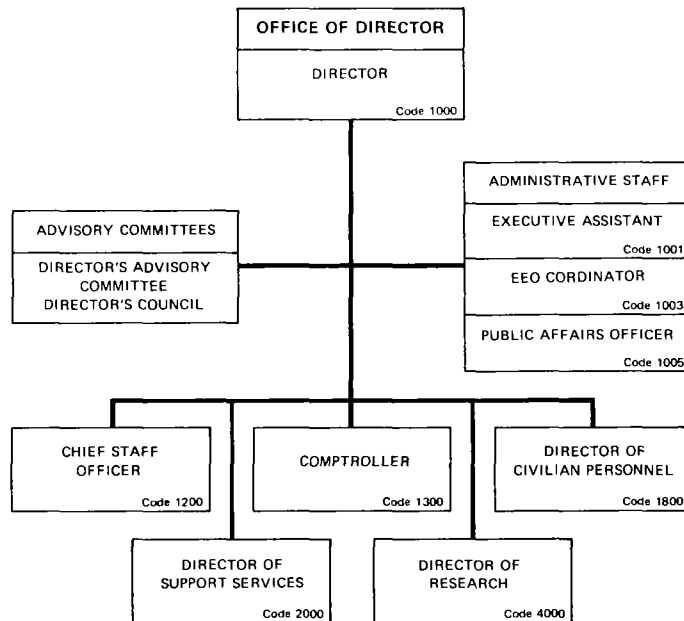 OFFICE OF DIRECTOR
DIRECTOR
Code 1000
ADVISORY COMMITTEES
DIRECTOR'S ADVISORY
COMMITTEE
DIRECTOR'S COUNCIL
ADMINISTRATIVE STAFF
EXECUTIVE ASSISTANT
Code 1001
EEO CORDINATOR
Code 1003
PUBLIC AFFAIRS OFFICER
Code 1005
CHIEF STAFF
OFFICER
Code 1200
COMPTROLLER
Code 1300
DIRECTOR OF
CIVILIAN PERSONNEL
Code 1800
DIRECTOR OF
SUPPORT SERVICES
Code 2000
DIRECTOR OF
RESEARCH
Code 4000